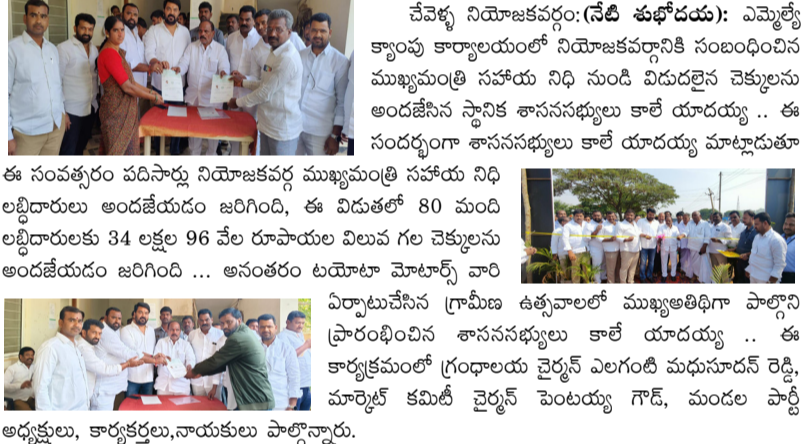 చేవెళ్ళ నియోజకవర్గం:(నేటి శుభోదయ): ఎమ్మెల్యే
క్యాంపు కార్యాలయంలో నియోజకవర్గానికి సంబంధించిన
ముఖ్యమంత్రి సహాయ నిధి నుండి విడుదలైన చెక్కులను
అందజేసిన స్థానిక శాసనసభ్యులు కాలే యాదయ్య .. ఈ
సందర్భంగా శాసనసభ్యులు కాలే యాదయ్య మాట్లాడుతూ
ఈ సంవత్సరం పదిసార్లు నియోజకవర్గ ముఖ్యమంత్రి సహాయ నిధి
లబ్ధిదారులు అందజేయడం జరిగింది, ఈ విడుతలో 80 మంది
లబ్ధిదారులకు 34 లక్షల 96 వేల రూపాయల విలువ గల చెక్కులను
అందజేయడం జరిగింది ... అనంతరం టయోటా మోటార్స్ వారి
ఏర్పాటుచేసిన గ్రామీణ ఉత్సవాలలో ముఖ్యఅతిథిగా పాల్గొని
ప్రారంభించిన శాసనసభ్యులు కాలే యాదయ్య .. ఈ
కార్యక్రమంలో గ్రంథాలయ చైర్మన్ ఎలగంటి మధుసూదన్ రెడ్డి,
మార్కెట్ కమిటీ చైర్మన్ పెంటయ్య గౌడ్, మండల పార్టీ
అధ్యక్షులు, కార్యకర్తలు,నాయకులు పాల్గొన్నారు.